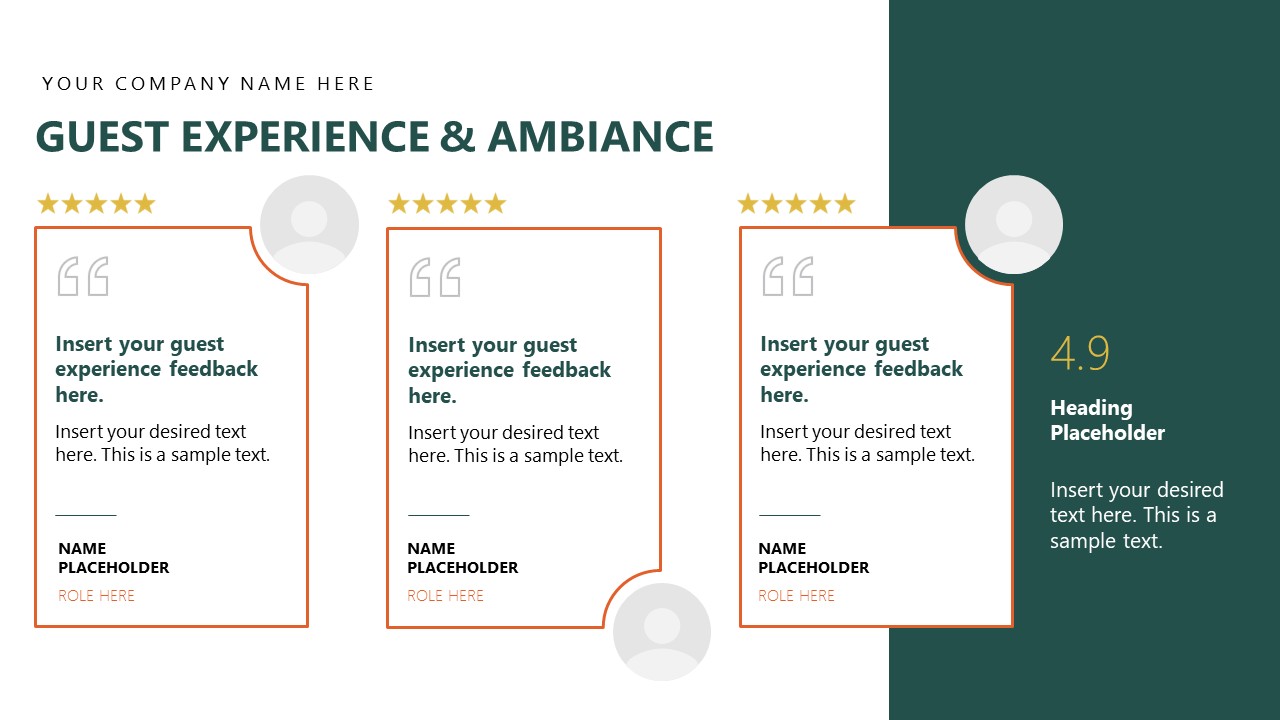 YOUR COMPANY NAME HERE
GUEST EXPERIENCE & AMBIANCE
Insert your guest
experience feedback
here.
Insert your desired text
here. This is a sample text.
NAME
PLACEHOLDER
ROLE HERE
Insert your guest
experience feedback
here.
Insert your desired text
here. This is a sample text.
NAME
PLACEHOLDER
ROLE HERE
Insert your guest
experience feedback
here.
Insert your desired text
here. This is a sample text.
NAME
PLACEHOLDER
ROLE HERE
4.9
Heading
Placeholder
Insert your desired
text here. This is a
sample text.